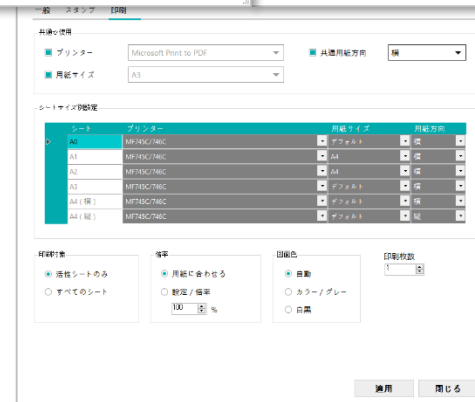 一般 スタンプ 印刷
共通で使用
プリンター Microsoft Print to PDF 共通用紙方向 横
用紙サイズ A3
シートサイズ別設定
シート プリンター 用紙サイズ 用紙方向
A0 MF745C/746C デフォルト 横
A1 MF745C/746C A4 横
A2 MF745C/746C A4 横
A3 MF745C/746C デフォルト 横
A4 ( 横 ) MF745C/746C デフォルト 横
A4 ( 縦 ) MF745C/746C デフォルト 縦
印刷対象 倍率 図面色 印刷枚数
活性シートのみ 用紙に合わせる 自動 1
すべてのシート 設定 / 倍率 カラー / グレー
100 % 白黒
適用 閉じる